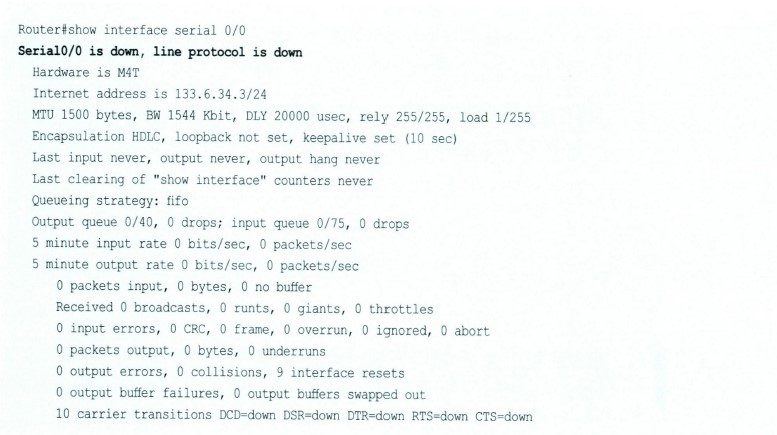 Router#show interface serial 0/0
Serial0/0 is down, line protocol is down
Hardware is M4T
Internet address is 133.6.34.3/24
MTU 1500 bytes, BW 1544 Kbit, DLY 20000 usec, rely 255/255, load 1/255
Encapsulation HDLC, loopback not set, keepalive set (10 sec)
Last input never, output never, output hang never
Last clearing of "show interface" counters never
Queueing strategy: fifo
Output queue 0/40, 0 drops; input queue 0/75, 0 drops
5 minute input rate 0 bits/sec, 0 packets/sec
5 minute output rate 0 bits/sec, 0 packets/sec
0 packets input, 0 bytes, 0 no buffer
Received 0 broadcasts, 0 runts, 0 giants, 0 throttles
0 input errors, 0 CRC, 0 frame, 0 overrun, 0 ignored, 0 abort
0 packets output, 0 bytes, 0 underruns
0 output errors, 0 collisions, 9 interface resets
0 output buffer failures, 0 output buffers swapped out
10 carrier transitions DCD=down DSR=down DTR=down RTS=down CTS=down